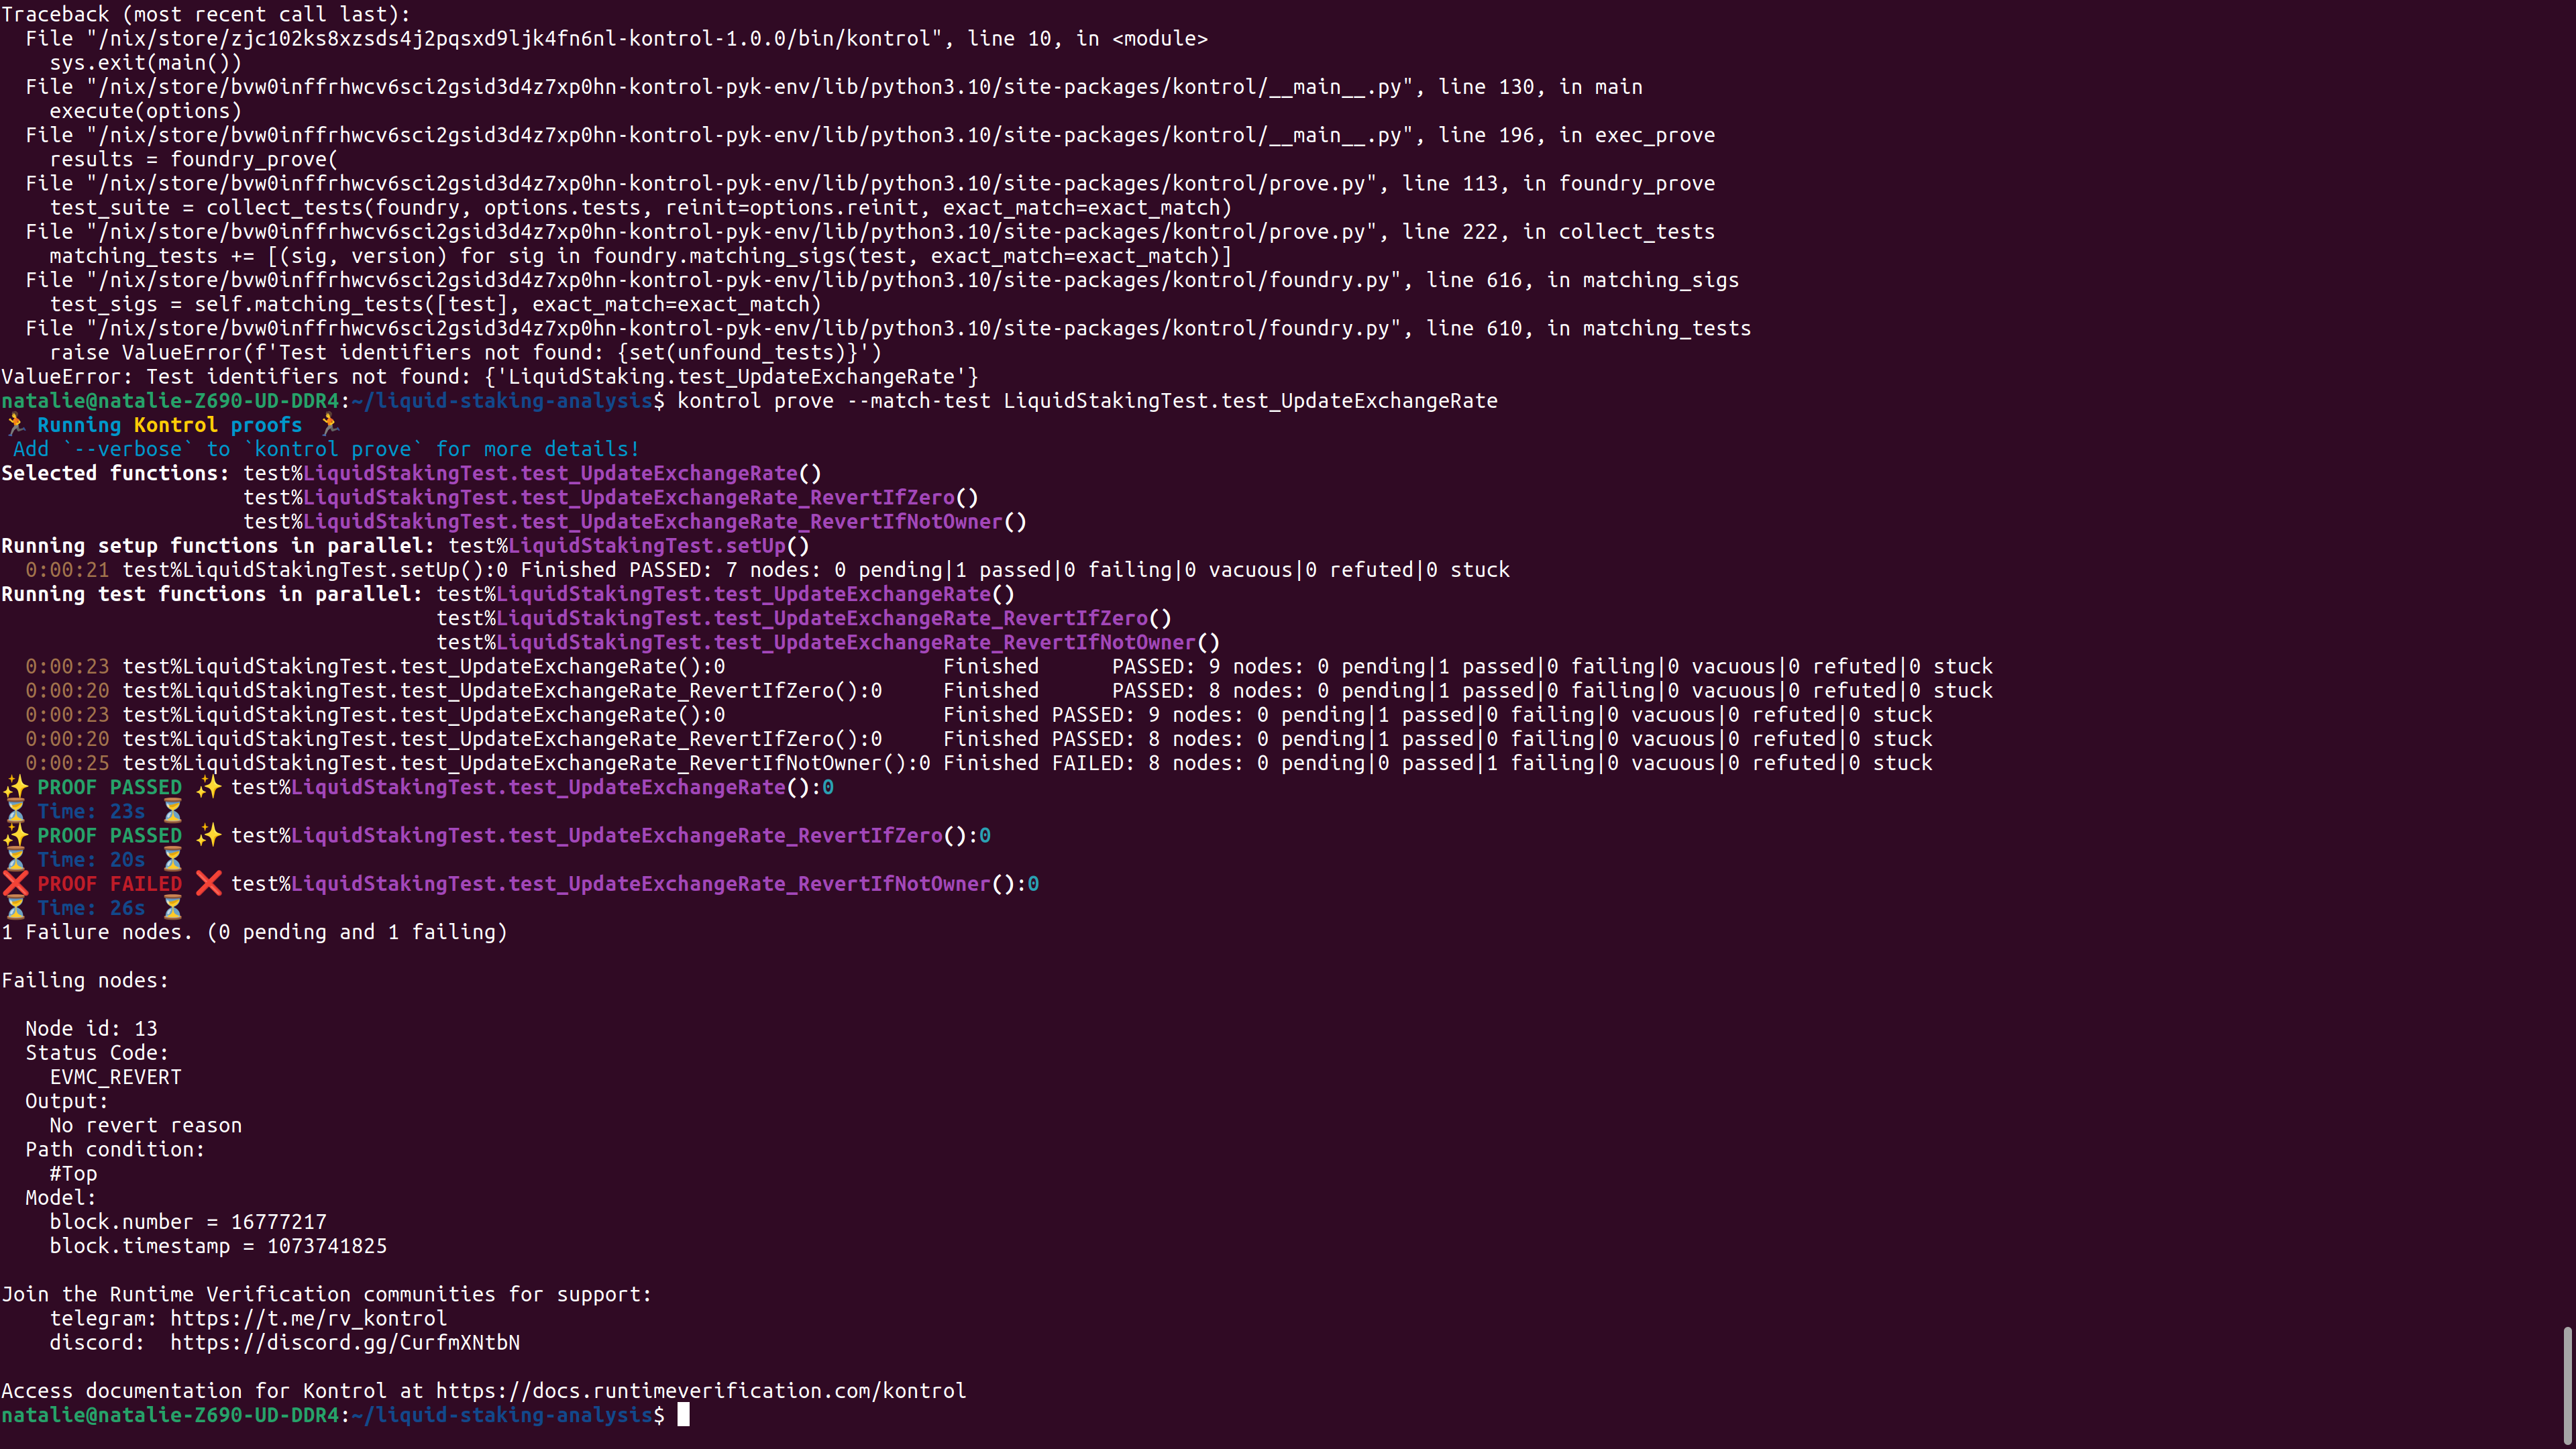 Traceback (most recent call last):
  File "/nix/store/zjc102ks8xzsds4j2pqsxd9ljk4fn6nl-kontrol-1.0.0/bin/kontrol", line 10, in <module>
    sys.exit(main())
  File "/nix/store/bvw0inffrhwcv6sci2gsid3d4z7xp0hn-kontrol-pyk-env/lib/python3.10/site-packages/kontrol/__main__.py", line 130, in main
    execute(options)
  File "/nix/store/bvw0inffrhwcv6sci2gsid3d4z7xp0hn-kontrol-pyk-env/lib/python3.10/site-packages/kontrol/__main__.py", line 196, in exec_prove
    results = foundry_prove(
  File "/nix/store/bvw0inffrhwcv6sci2gsid3d4z7xp0hn-kontrol-pyk-env/lib/python3.10/site-packages/kontrol/prove.py", line 113, in foundry_prove
    test_suite = collect_tests(foundry, options.tests, reinit=options.reinit, exact_match=exact_match)
  File "/nix/store/bvw0inffrhwcv6sci2gsid3d4z7xp0hn-kontrol-pyk-env/lib/python3.10/site-packages/kontrol/prove.py", line 222, in collect_tests
    matching_tests += [(sig, version) for sig in foundry.matching_sigs(test, exact_match=exact_match)]
  File "/nix/store/bvw0inffrhwcv6sci2gsid3d4z7xp0hn-kontrol-pyk-env/lib/python3.10/site-packages/kontrol/foundry.py", line 616, in matching_sigs
    test_sigs = self.matching_tests([test], exact_match=exact_match)
  File "/nix/store/bvw0inffrhwcv6sci2gsid3d4z7xp0hn-kontrol-pyk-env/lib/python3.10/site-packages/kontrol/foundry.py", line 610, in matching_tests
    raise ValueError(f'Test identifiers not found: {set(unfound_tests)}')
ValueError: Test identifiers not found: {'LiquidStaking.test_UpdateExchangeRate'}
natalie@natalie-Z690-UD-DDR4:~/liquid-staking-analysis$ kontrol prove --match-test LiquidStakingTest.test_UpdateExchangeRate
🏃 Running Kontrol proofs 🏃
 Add `--verbose` to `kontrol prove` for more details!
Selected functions: test%LiquidStakingTest.test_UpdateExchangeRate()
                    test%LiquidStakingTest.test_UpdateExchangeRate_RevertIfZero()
                    test%LiquidStakingTest.test_UpdateExchangeRate_RevertIfNotOwner()
Running setup functions in parallel: test%LiquidStakingTest.setUp()
  0:00:21 test%LiquidStakingTest.setUp():0 Finished PASSED: 7 nodes: 0 pending|1 passed|0 failing|0 vacuous|0 refuted|0 stuck
Running test functions in parallel: test%LiquidStakingTest.test_UpdateExchangeRate()
                                    test%LiquidStakingTest.test_UpdateExchangeRate_RevertIfZero()
                                    test%LiquidStakingTest.test_UpdateExchangeRate_RevertIfNotOwner()
  0:00:23 test%LiquidStakingTest.test_UpdateExchangeRate():0                  Finished      PASSED: 9 nodes: 0 pending|1 passed|0 failing|0 vacuous|0 refuted|0 stuck
  0:00:20 test%LiquidStakingTest.test_UpdateExchangeRate_RevertIfZero():0     Finished      PASSED: 8 nodes: 0 pending|1 passed|0 failing|0 vacuous|0 refuted|0 stuck
  0:00:23 test%LiquidStakingTest.test_UpdateExchangeRate():0                  Finished PASSED: 9 nodes: 0 pending|1 passed|0 failing|0 vacuous|0 refuted|0 stuck
  0:00:20 test%LiquidStakingTest.test_UpdateExchangeRate_RevertIfZero():0     Finished PASSED: 8 nodes: 0 pending|1 passed|0 failing|0 vacuous|0 refuted|0 stuck
  0:00:25 test%LiquidStakingTest.test_UpdateExchangeRate_RevertIfNotOwner():0 Finished FAILED: 8 nodes: 0 pending|0 passed|1 failing|0 vacuous|0 refuted|0 stuck
✨ PROOF PASSED ✨ test%LiquidStakingTest.test_UpdateExchangeRate():0
⏳ Time: 23s ⏳
✨ PROOF PASSED ✨ test%LiquidStakingTest.test_UpdateExchangeRate_RevertIfZero():0
⏳ Time: 20s ⏳
❌ PROOF FAILED ❌ test%LiquidStakingTest.test_UpdateExchangeRate_RevertIfNotOwner():0
⏳ Time: 26s ⏳
1 Failure nodes. (0 pending and 1 failing)

Failing nodes:

  Node id: 13
  Status Code:
    EVMC_REVERT
  Output:
    No revert reason
  Path condition:
    #Top
  Model:
    block.number = 16777217
    block.timestamp = 1073741825

Join the Runtime Verification communities for support:
    telegram: https://t.me/rv_kontrol
    discord:  https://discord.gg/CurfmXNtbN

Access documentation for Kontrol at https://docs.runtimeverification.com/kontrol
natalie@natalie-Z690-UD-DDR4:~/liquid-staking-analysis$